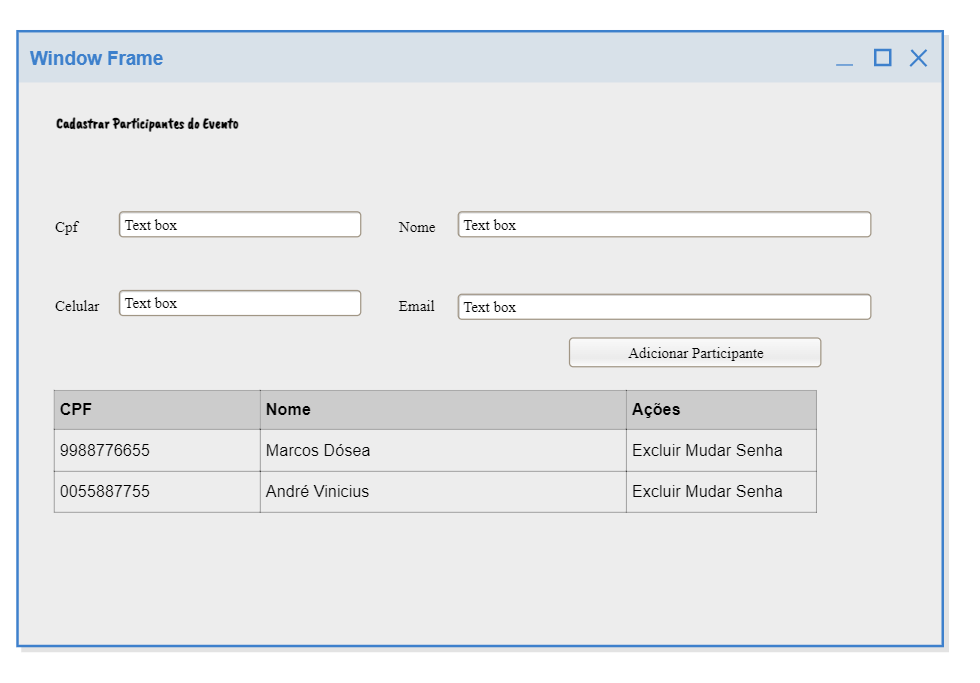 Window Frame
Cadastrar Participantes do Evento
Cpf Text box Nome Text box
Celular Text box Email Text box
Adicionar Participante
CPF Nome Ações
9988776655 Marcos Dósea Excluir Mudar Senha
0055887755 André Vinicius Excluir Mudar Senha